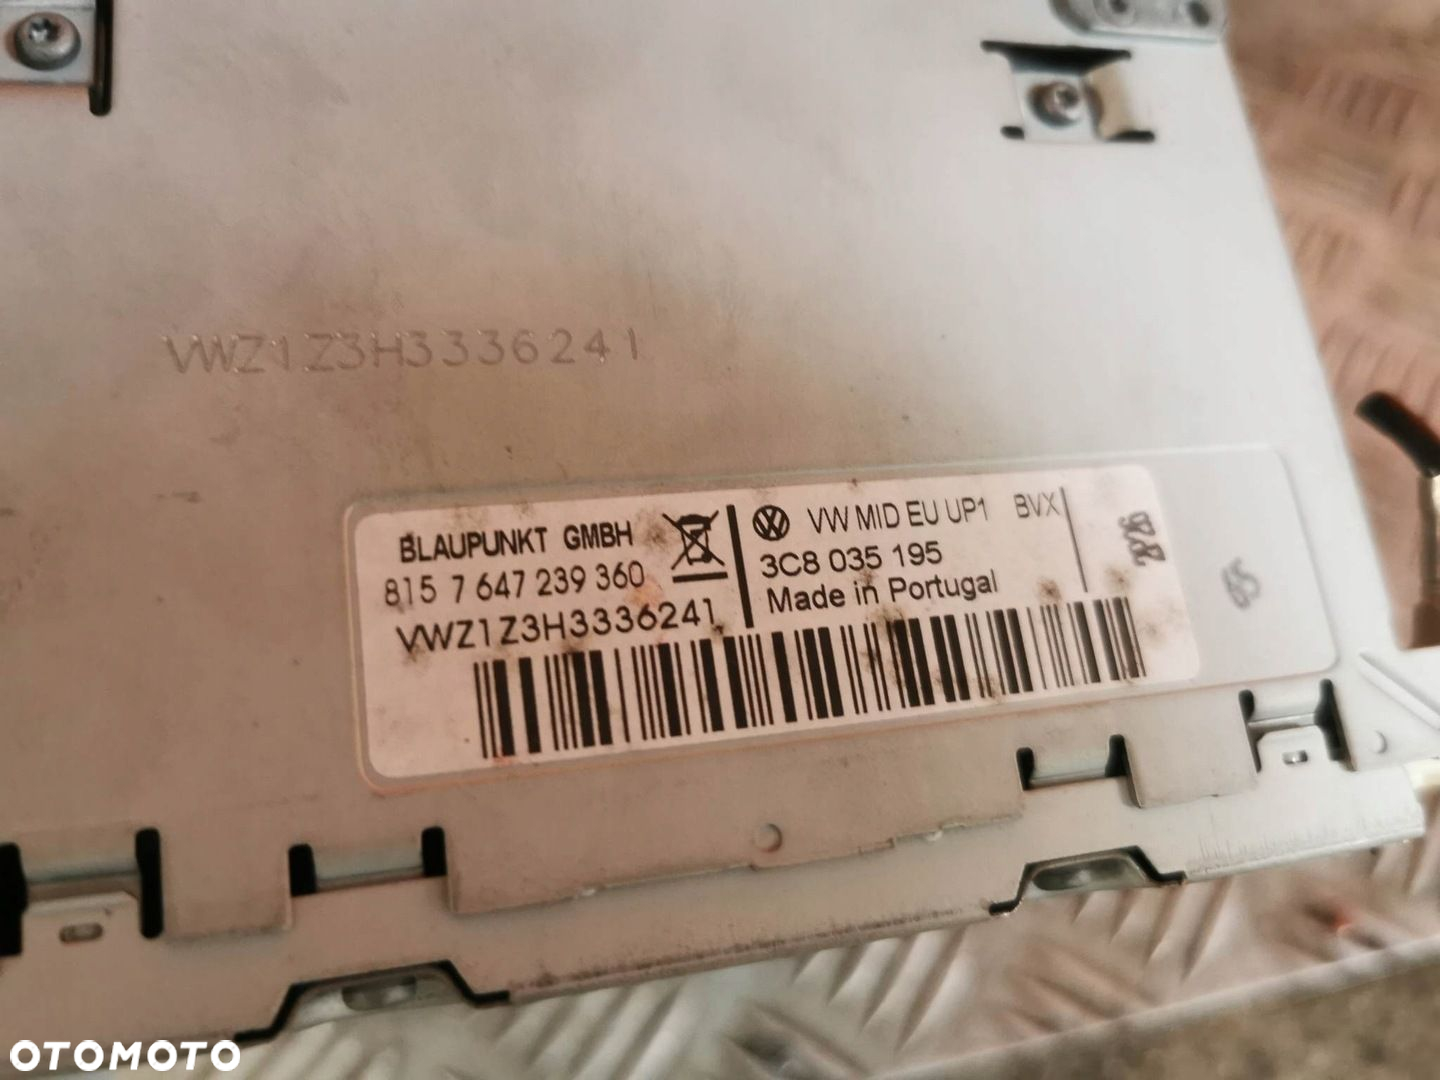 VWZ1Z3H3336241
BLAUPUNKT GMBH
815 7 647 239 360
VWZ1Z3H3336241
VW MID EU UP1 BVX
3C8 035 195
Made in Portugal
65
OTOMOTO